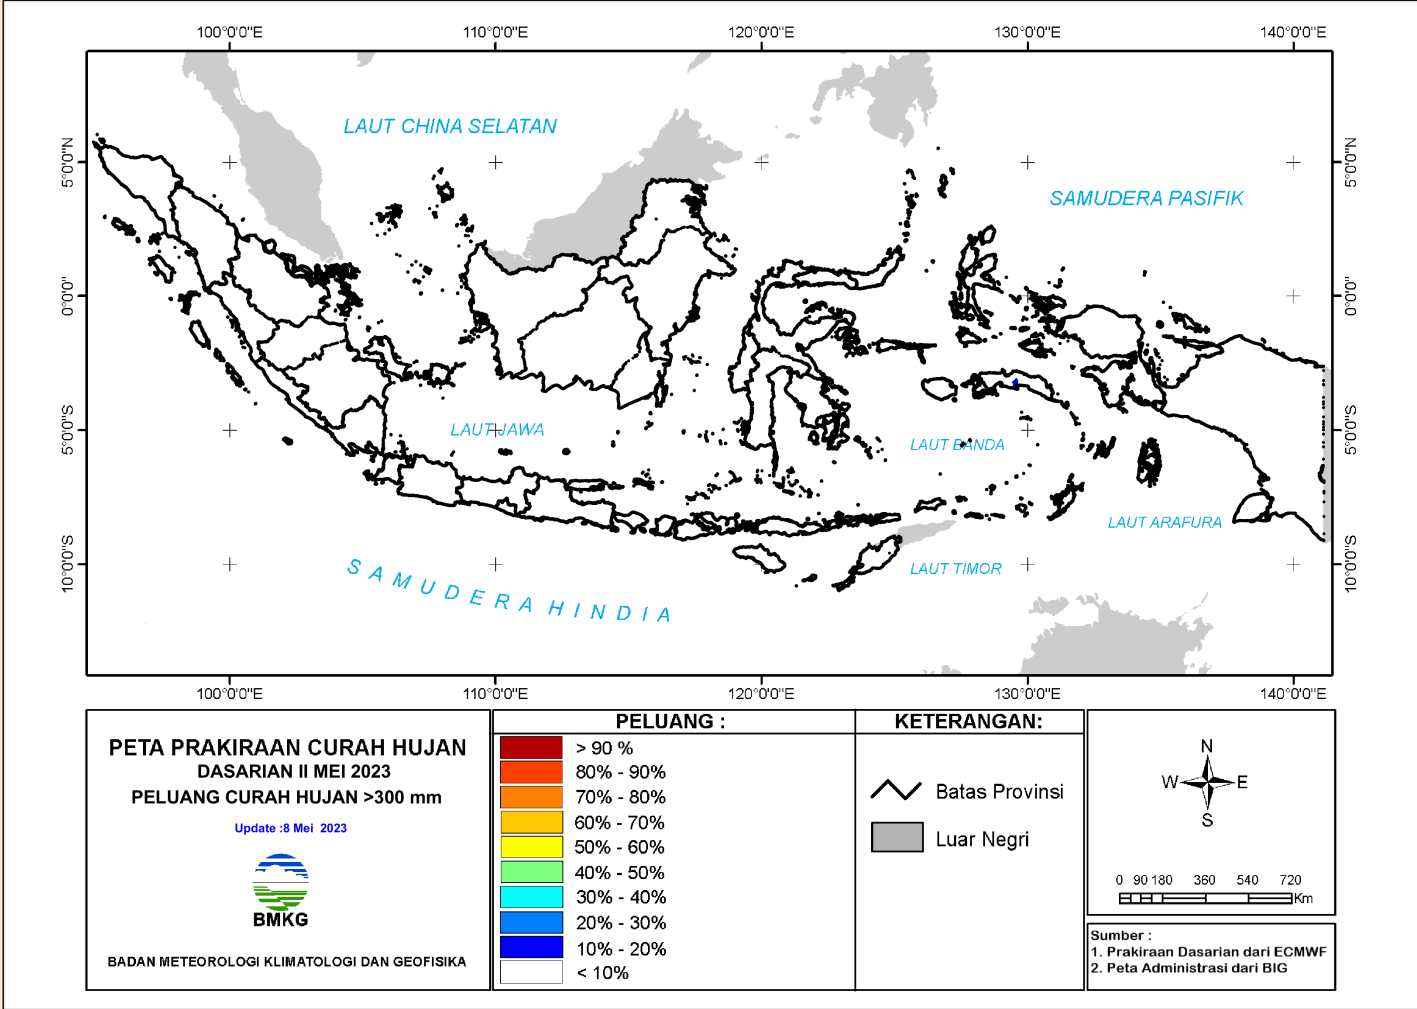 100°0'0"E 110°0'0"E 120°0'0"E 130°0'0"E 140°0'0"E
LAUT CHINA SELATAN
5°0'0"N 5°0'0"N
SAMUDERA PASIFIK
0°0'0" 0°0'0"
LAUT JAWA
LAUT BANDA
5°0'0"S 5°0'0"S
LAUT ARAFURA
LAUT TIMOR
10°0'0"S 10°0'0"S
SAMUDERA HINDIA
100°0'0"E 110°0'0"E 120°0'0"E 130°0'0"E 140°0'0"E
PETA PRAKIRAAN CURAH HUJAN
DASARIAN II MEI 2023
PELUANG CURAH HUJAN >300 mm
Update :8 Mei 2023
BMKG
BADAN METEOROLOGI KLIMATOLOGI DAN GEOFISIKA
PELUANG :
> 90 %
80% - 90%
70% - 80%
60% - 70%
50% - 60%
40% - 50%
30% - 40%
20% - 30%
10% - 20%
< 10%
KETERANGAN:
Batas Provinsi
Luar Negri
N
W E
S
0 90 180 360 540 720
Km
Sumber :
1. Prakiraan Dasarian dari ECMWF
2. Peta Administrasi dari BIG